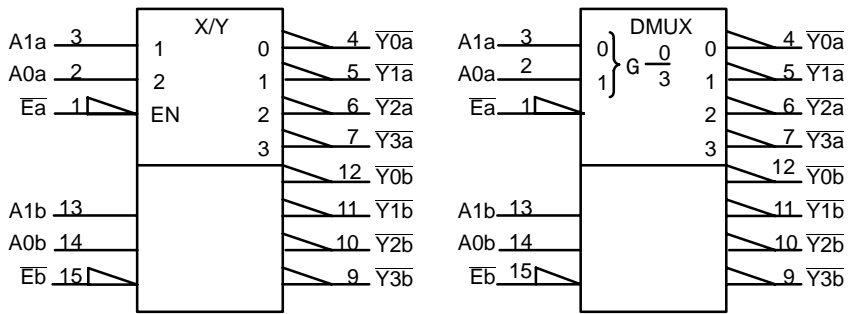 X/Y
A1a 3 1 0 4 Y0a
A0a 2 2 1 5 Y1a
Ea 1 EN 2 6 Y2a
3 7 Y3a
12 Y0b
A1b 13 11 Y1b
A0b 14 10 Y2b
Eb 15 9 Y3b
DMUX
A1a 3 0 0 4 Y0a
A0a 2 1 G 0 3 1 5 Y1a
Ea 1 2 6 Y2a
3 7 Y3a
12 Y0b
A1b 13 11 Y1b
A0b 14 10 Y2b
Eb 15 9 Y3b